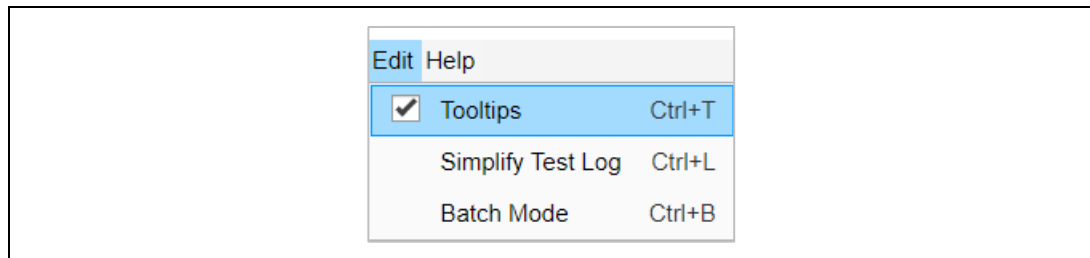 Edit Help
Tooltips Ctrl+T
Simplify Test Log Ctrl+L
Batch Mode Ctrl+B